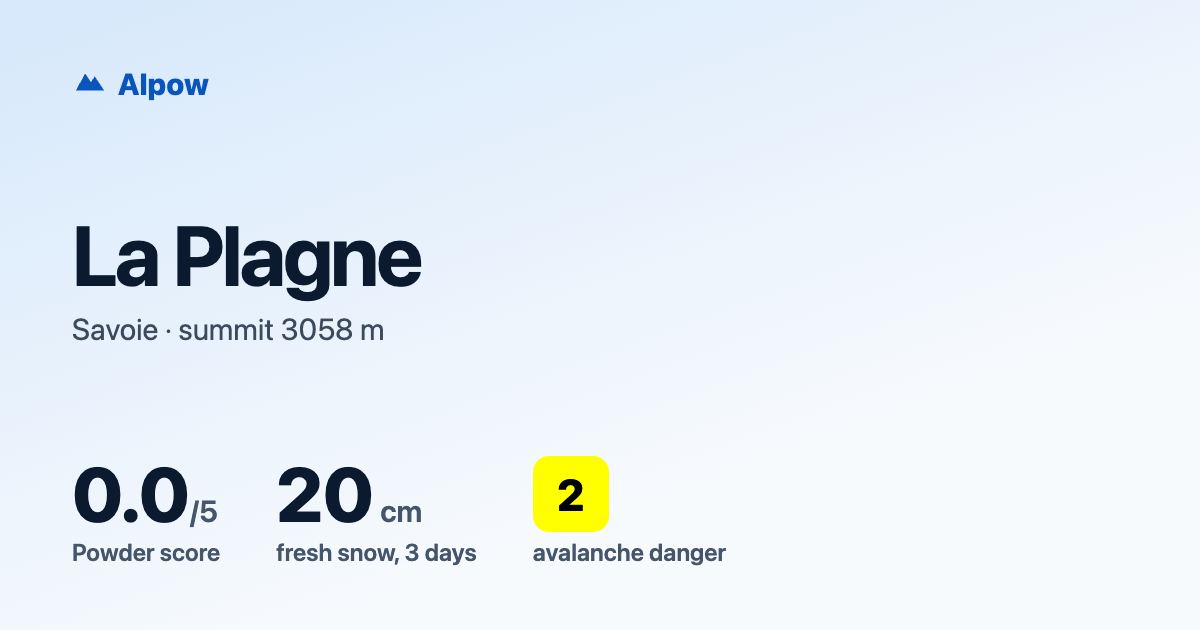 Alpow
La Plagne
Savoie · summit 3058 m
0.0/5 20 cm 2
Powder score fresh snow, 3 days avalanche danger